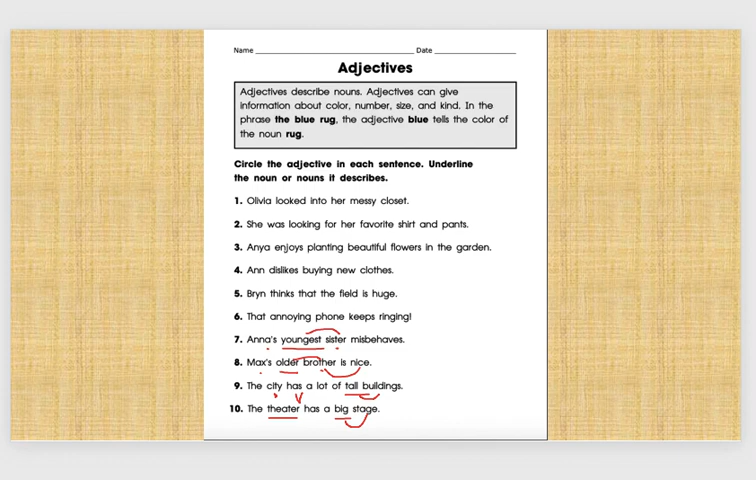 Name ______ Date ______
Adjectives
Adjectives describe nouns. Adjectives can give
information about color, number, size, and kind. In the
phrase the blue rug, the adjective blue tells the color of
the noun rug.
Circle the adjective in each sentence. Underline
the noun or nouns it describes.
1. Olivia looked into her messy closet.
2. She was looking for her favorite shirt and pants.
3. Anya enjoys planting beautiful flowers in the garden.
4. Ann dislikes buying new clothes.
5. Bryn thinks that the field is huge.
6. That annoying phone keeps ringing!
7. Anna's youngest sister misbehaves.
8. Max's older brother is nice.
9. The city has a lot of tall buildings.
10. The theater has a big stage.